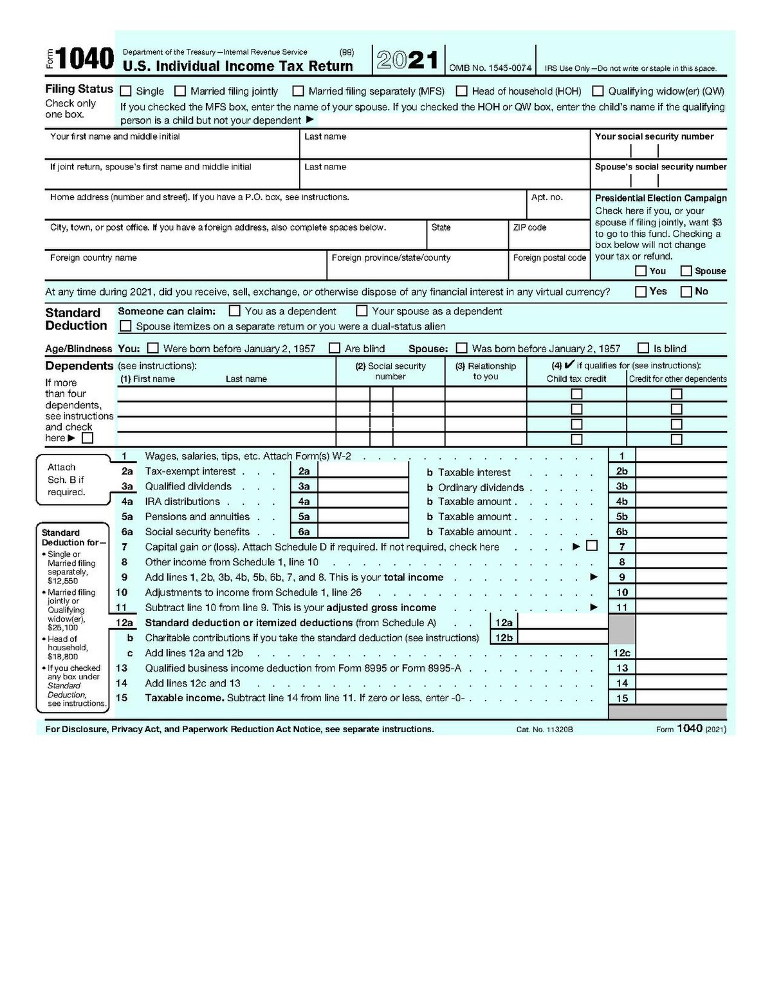 Form 1040 Department of the Treasury—Internal Revenue Service (99)
U.S. Individual Income Tax Return 2021 OMB No. 1545-0074 IRS Use Only—Do not write or staple in this space.
Filing Status Single Married filing jointly Married filing separately (MFS) Head of household (HOH) Qualifying widow(er) (QW)
Check only one box.
If you checked the MFS box, enter the name of your spouse. If you checked the HOH or QW box, enter the child's name if the qualifying
person is a child but not your dependent ▶
Your first name and middle initial Last name Your social security number
If joint return, spouse's first name and middle initial Last name Spouse's social security number
Home address (number and street). If you have a P.O. box, see instructions. Apt. no.
City, town, or post office. If you have a foreign address, also complete spaces below. State ZIP code
Foreign country name Foreign province/state/county Foreign postal code
Presidential Election Campaign
Check here if you, or your
spouse if filing jointly, want $3
to go to this fund. Checking a
box below will not change
your tax or refund.
You Spouse
At any time during 2021, did you receive, sell, exchange, or otherwise dispose of any financial interest in any virtual currency? Yes No
Standard Deduction
Someone can claim: You as a dependent Your spouse as a dependent
Spouse itemizes on a separate return or you were a dual-status alien
Age/Blindness You: Were born before January 2, 1957 Are blind Spouse: Was born before January 2, 1957 Is blind
Dependents (see instructions): (2) Social security number (3) Relationship to you (4) ✔ if qualifies for (see instructions):
(1) First name Last name Child tax credit Credit for other dependents
If more
than four
dependents,
see instructions
and check
here ▶
Attach
Sch. B if
required.
1 Wages, salaries, tips, etc. Attach Form(s) W-2 . . . . . . . . . . . . . . . . 1
2a Tax-exempt interest . . . 2a b Taxable interest . . . . . 2b
3a Qualified dividends . . . 3a b Ordinary dividends . . . . . 3b
4a IRA distributions . . . . 4a b Taxable amount . . . . . . 4b
5a Pensions and annuities . . 5a b Taxable amount . . . . . . 5b
6a Social security benefits . . 6a b Taxable amount . . . . . . 6b
7 Capital gain or (loss). Attach Schedule D if required. If not required, check here . . . . ▶ 7
8 Other income from Schedule 1, line 10 . . . . . . . . . . . . . . . . . . 8
9 Add lines 1, 2b, 3b, 4b, 5b, 6b, 7, and 8. This is your total income . . . . . . . . . ▶ 9
10 Adjustments to income from Schedule 1, line 26 . . . . . . . . . . . . . . . 10
11 Subtract line 10 from line 9. This is your adjusted gross income . . . . . . . . . ▶ 11
12a Standard deduction or itemized deductions (from Schedule A) . . 12a
b Charitable contributions if you take the standard deduction (see instructions) 12b
c Add lines 12a and 12b . . . . . . . . . . . . . . . . . . . . . . . 12c
13 Qualified business income deduction from Form 8995 or Form 8995-A . . . . . . . . . 13
14 Add lines 12c and 13 . . . . . . . . . . . . . . . . . . . . . . . 14
15 Taxable income. Subtract line 14 from line 11. If zero or less, enter -0- . . . . . . . . . 15
Standard
Deduction for—
• Single or
Married filing
separately,
$12,550
• Married filing
jointly or
Qualifying
widow(er),
$25,100
• Head of
household,
$18,800
• If you checked
any box under
Standard
Deduction,
see instructions.
For Disclosure, Privacy Act, and Paperwork Reduction Act Notice, see separate instructions. Cat. No. 11320B Form 1040 (2021)